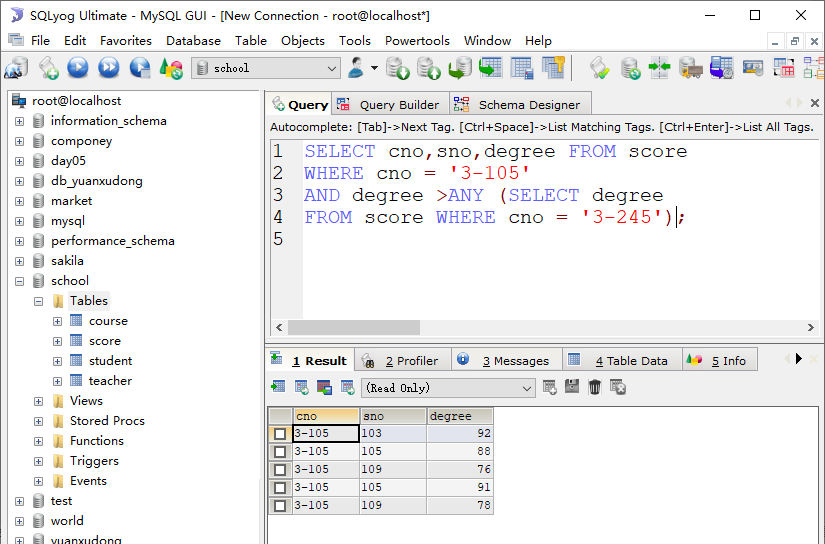 SQLyog Ultimate - MySQL GUI - [New Connection - root@localhost*]
File Edit Favorites Database Table Objects Tools Powertools Window Help
school
root@localhost
information_schema
componey
day05
db_yuanxudong
market
mysql
performance_schema
sakila
school
Tables
course
score
student
teacher
Views
Stored Procs
Functions
Triggers
Events
test
world
yuanxudong
Query Query Builder Schema Designer
Autocomplete: [Tab]->Next Tag. [Ctrl+Space]->List Matching Tags. [Ctrl+Enter]->List All Tags.
1 SELECT cno,sno,degree FROM score
2 WHERE cno = '3-105'
3 AND degree >ANY (SELECT degree
4 FROM score WHERE cno = '3-245');
5
1 Result 2 Profiler 3 Messages 4 Table Data 5 Info
(Read Only)
cno sno degree
3-105 103 92
3-105 105 88
3-105 109 76
3-105 105 91
3-105 109 78